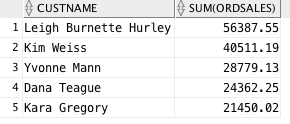 CUSTNAME SUM(ORDSALES)
1 Leigh Burnette Hurley 56387.55
2 Kim Weiss 40511.19
3 Yvonne Mann 28779.13
4 Dana Teague 24362.25
5 Kara Gregory 21450.02